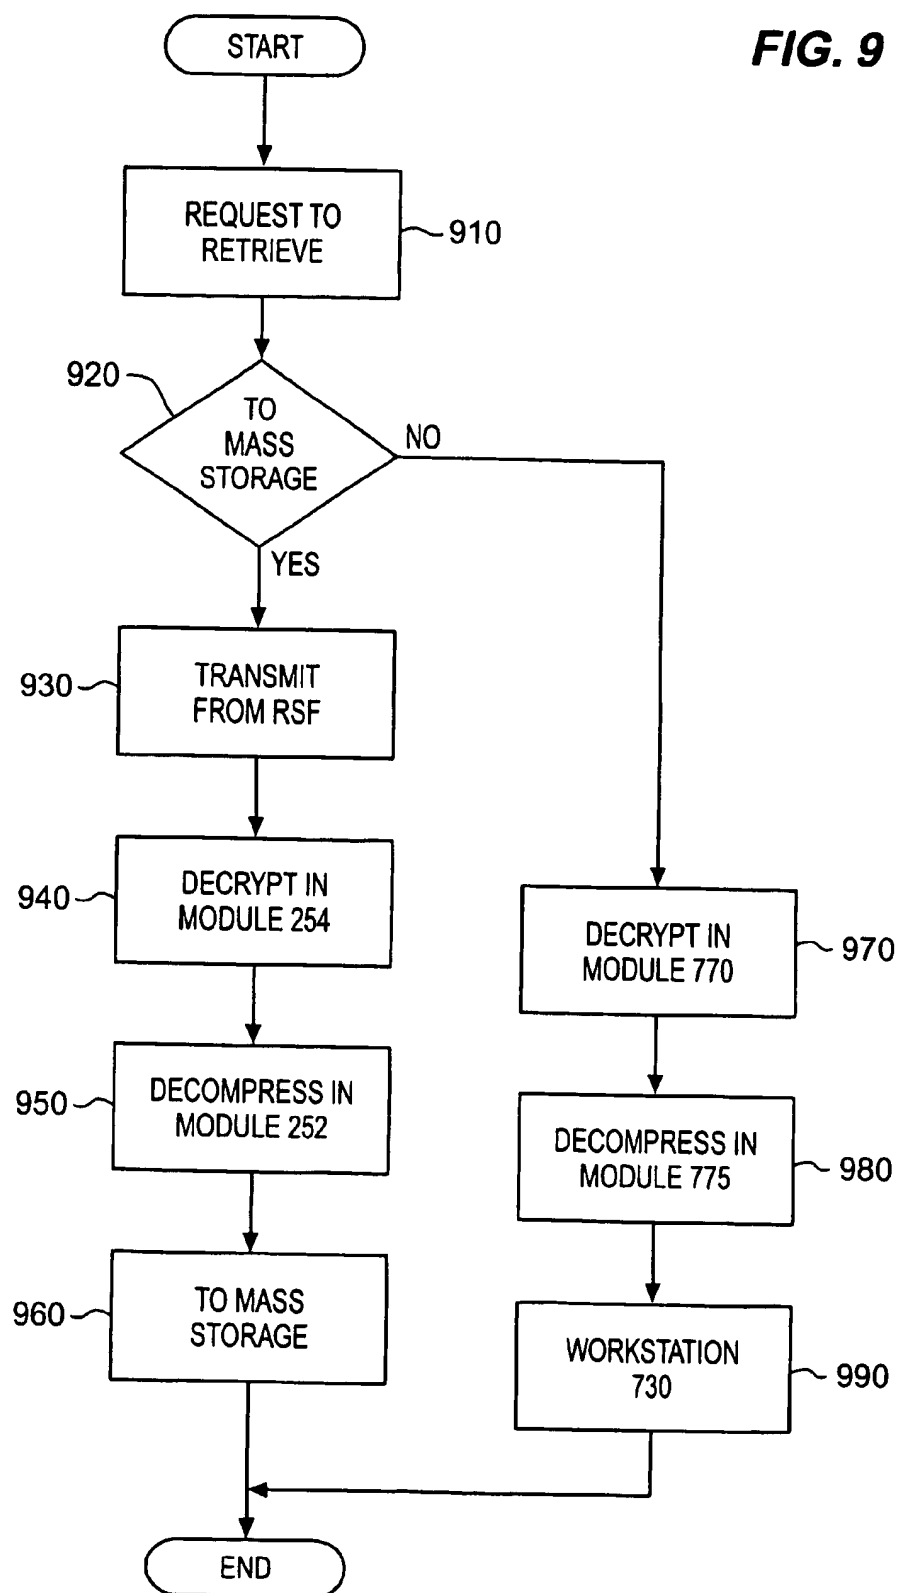 FIG. 9
START
REQUEST TO
RETRIEVE
910
920
TO
MASS
STORAGE
NO
YES
930
TRANSMIT
FROM RSF
940
DECRYPT IN
MODULE 254
DECRYPT IN
MODULE 770
970
950
DECOMPRESS IN
MODULE 252
DECOMPRESS IN
MODULE 775
980
960
TO MASS
STORAGE
WORKSTATION
730
990
END